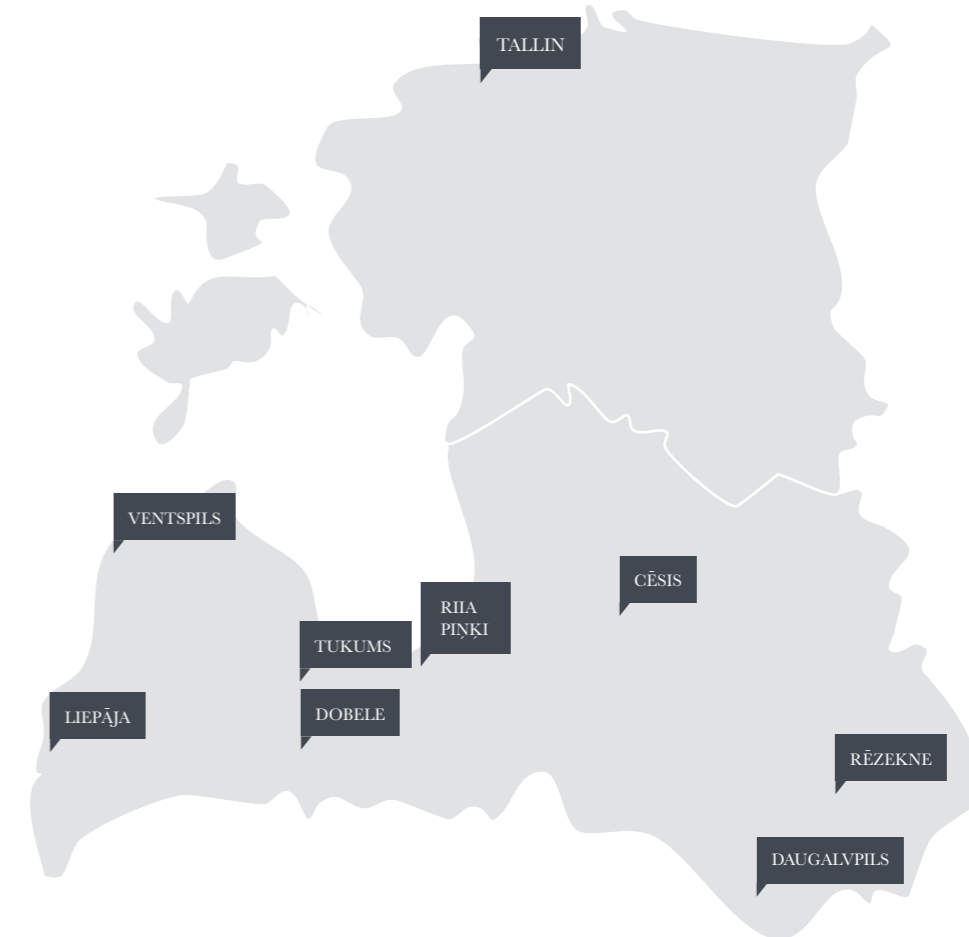 TALLIN
VENTSPILS
CĒSIS
RIIA
PIŅĶI
TUKUMS
LIEPĀJA
DOBELE
RĒZEKNE
DAUGALVPILS